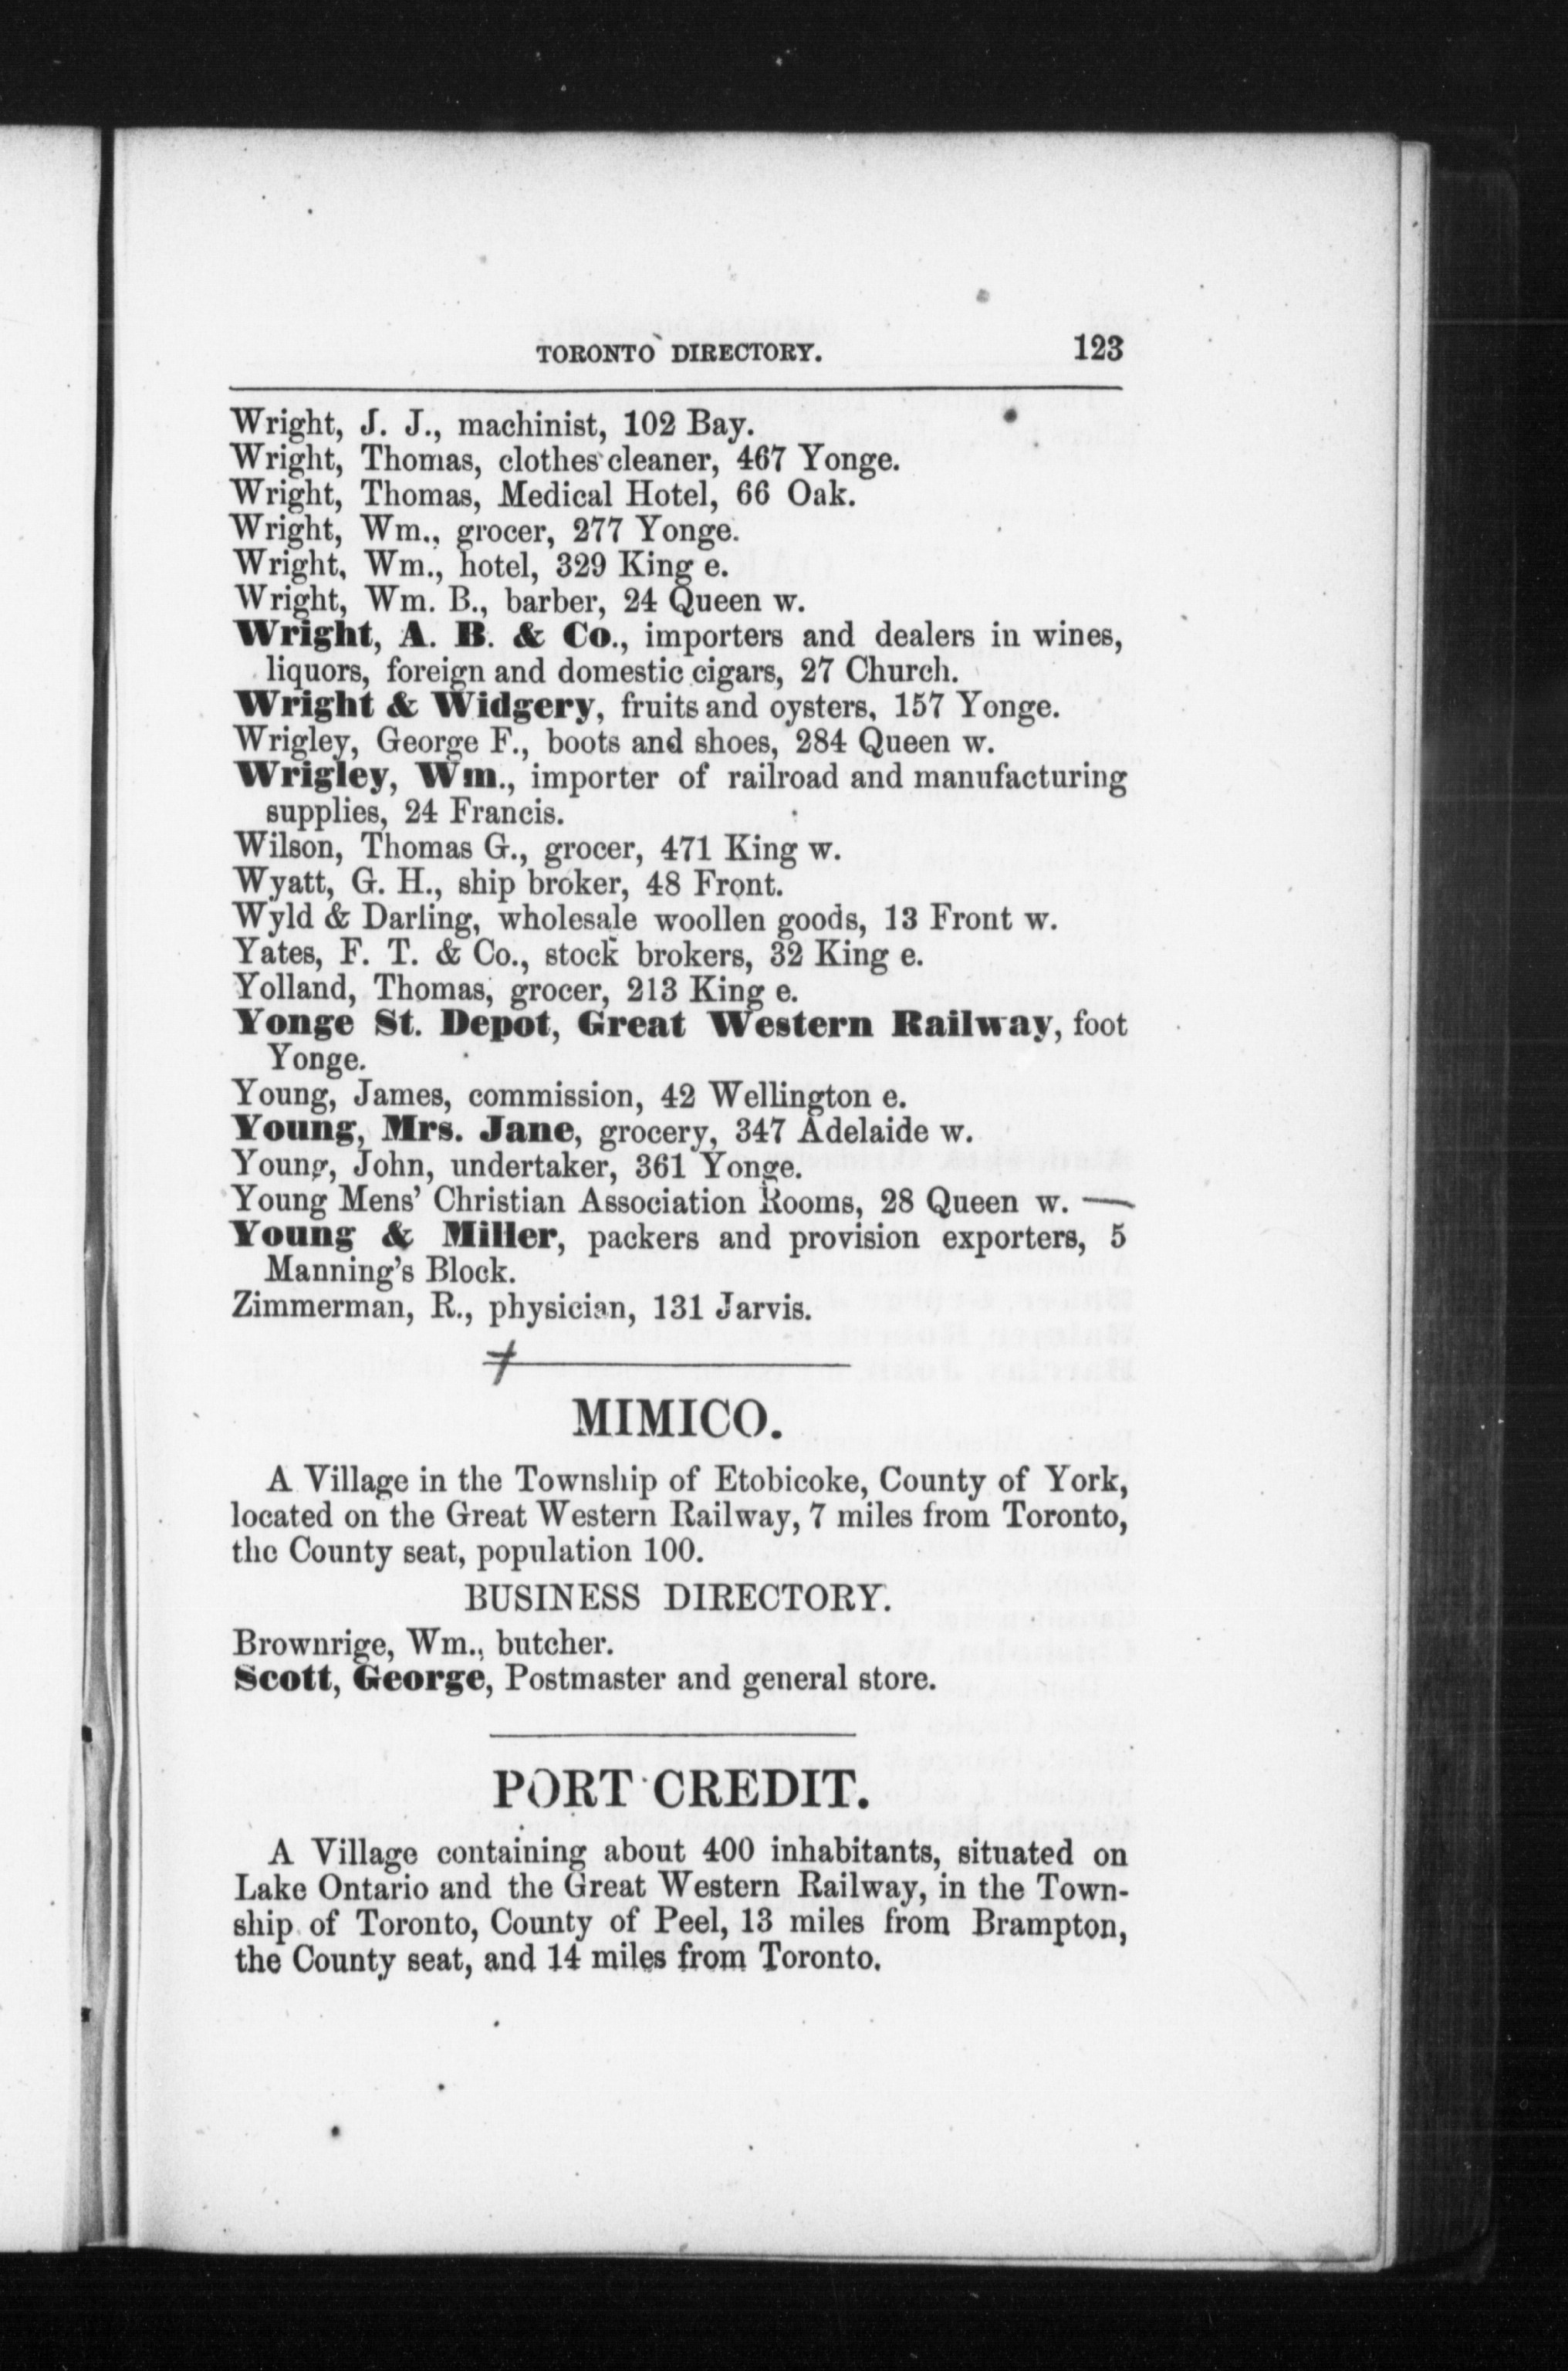 TORONTO DIRECTORY. 123
Wright, J. J., machinist, 102 Bay.
Wright, Thomas, clothes cleaner, 467 Yonge.
Wright, Thomas, Medical Hotel, 66 Oak.
Wright, Wm., grocer, 277 Yonge.
Wright, Wm., hotel, 329 King e.
Wright, Wm. B., barber, 24 Queen w.
Wright, A. B. & Co., importers and dealers in wines,
liquors, foreign and domestic cigars, 27 Church.
Wright & Widgery, fruits and oysters, 157 Yonge.
Wrigley, George F., boots and shoes, 284 Queen w.
Wrigley, Wm., importer of railroad and manufacturing
supplies, 24 Francis.
Wilson, Thomas G., grocer, 471 King w.
Wyatt, G. H., ship broker, 48 Front.
Wyld & Darling, wholesale woollen goods, 13 Front w.
Yates, F. T. & Co., stock brokers, 32 King e.
Yolland, Thomas, grocer, 213 King e.
Yonge St. Depot, Great Western Railway, foot
Yonge.
Young, James, commission, 42 Wellington e.
Young, Mrs. Jane, grocery, 347 Adelaide w.
Young, John, undertaker, 361 Yonge.
Young Mens' Christian Association Rooms, 28 Queen w.
Young & Miller, packers and provision exporters, 5
Manning's Block.
Zimmerman, R., physician, 131 Jarvis.
MIMICO.
A Village in the Township of Etobicoke, County of York,
located on the Great Western Railway, 7 miles from Toronto,
the County seat, population 100.
BUSINESS DIRECTORY.
Brownrige, Wm., butcher.
Scott, George, Postmaster and general store.
PORT CREDIT.
A Village containing about 400 inhabitants, situated on
Lake Ontario and the Great Western Railway, in the Town-
ship of Toronto, County of Peel, 13 miles from Brampton,
the County seat, and 14 miles from Toronto.